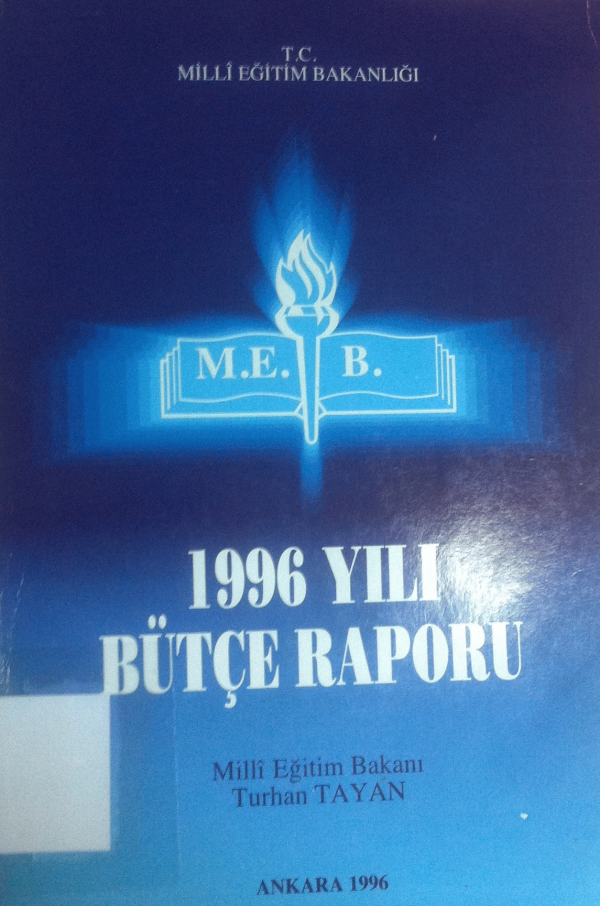 T.C.
MİLLÎ EĞİTİM BAKANLIĞI
M.E. B.
1996 YILI
BÜTÇE RAPORU
Millî Eğitim Bakanı
Turhan TAYAN
ANKARA 1996